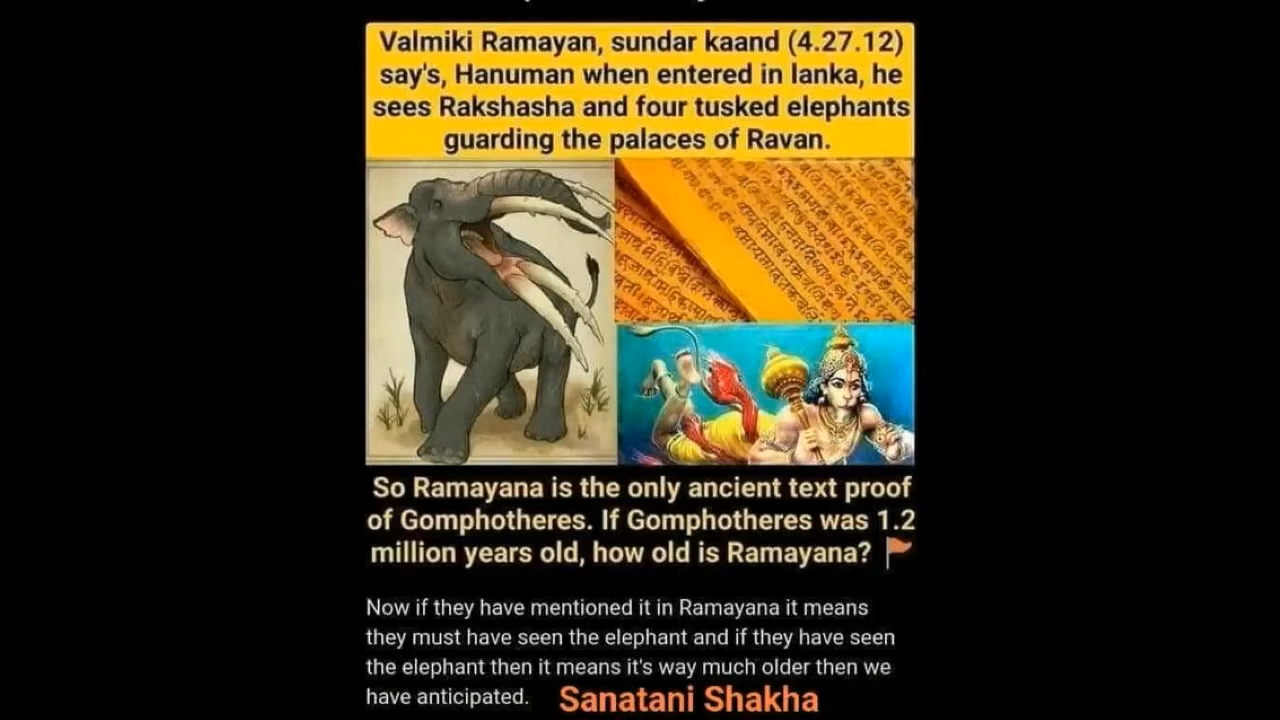 Valmiki Ramayan, sundar kaand (4.27.12)
say's, Hanuman when entered in lanka, he
sees Rakshasha and four tusked elephants
guarding the palaces of Ravan.
So Ramayana is the only ancient text proof
of Gomphotheres. If Gomphotheres was 1.2
million years old, how old is Ramayana?
Now if they have mentioned it in Ramayana it means
they must have seen the elephant and if they have seen
the elephant then it means it's way much older then we
have anticipated. Sanatani Shakha